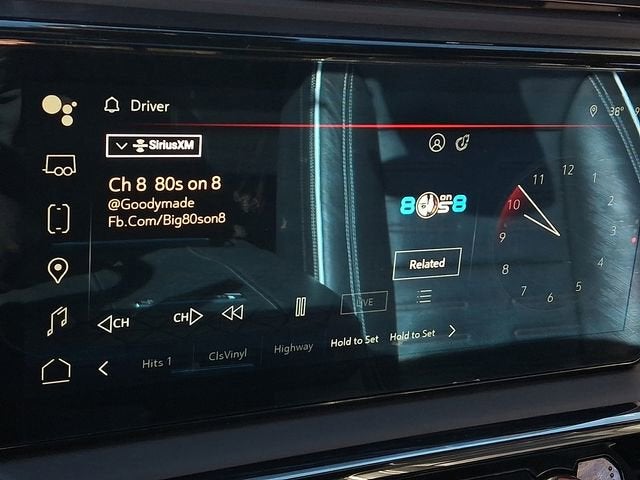 Driver
38°
SiriusXM
Ch 8 80s on 8
@Goodymade
Fb.Com/Big80son8
80s on 8
Related
CH
CH
LIVE
Hits 1
ClsVinyl
Highway
Hold to Set
Hold to Set
12
1
2
3
4
5
6
7
8
9
10
11